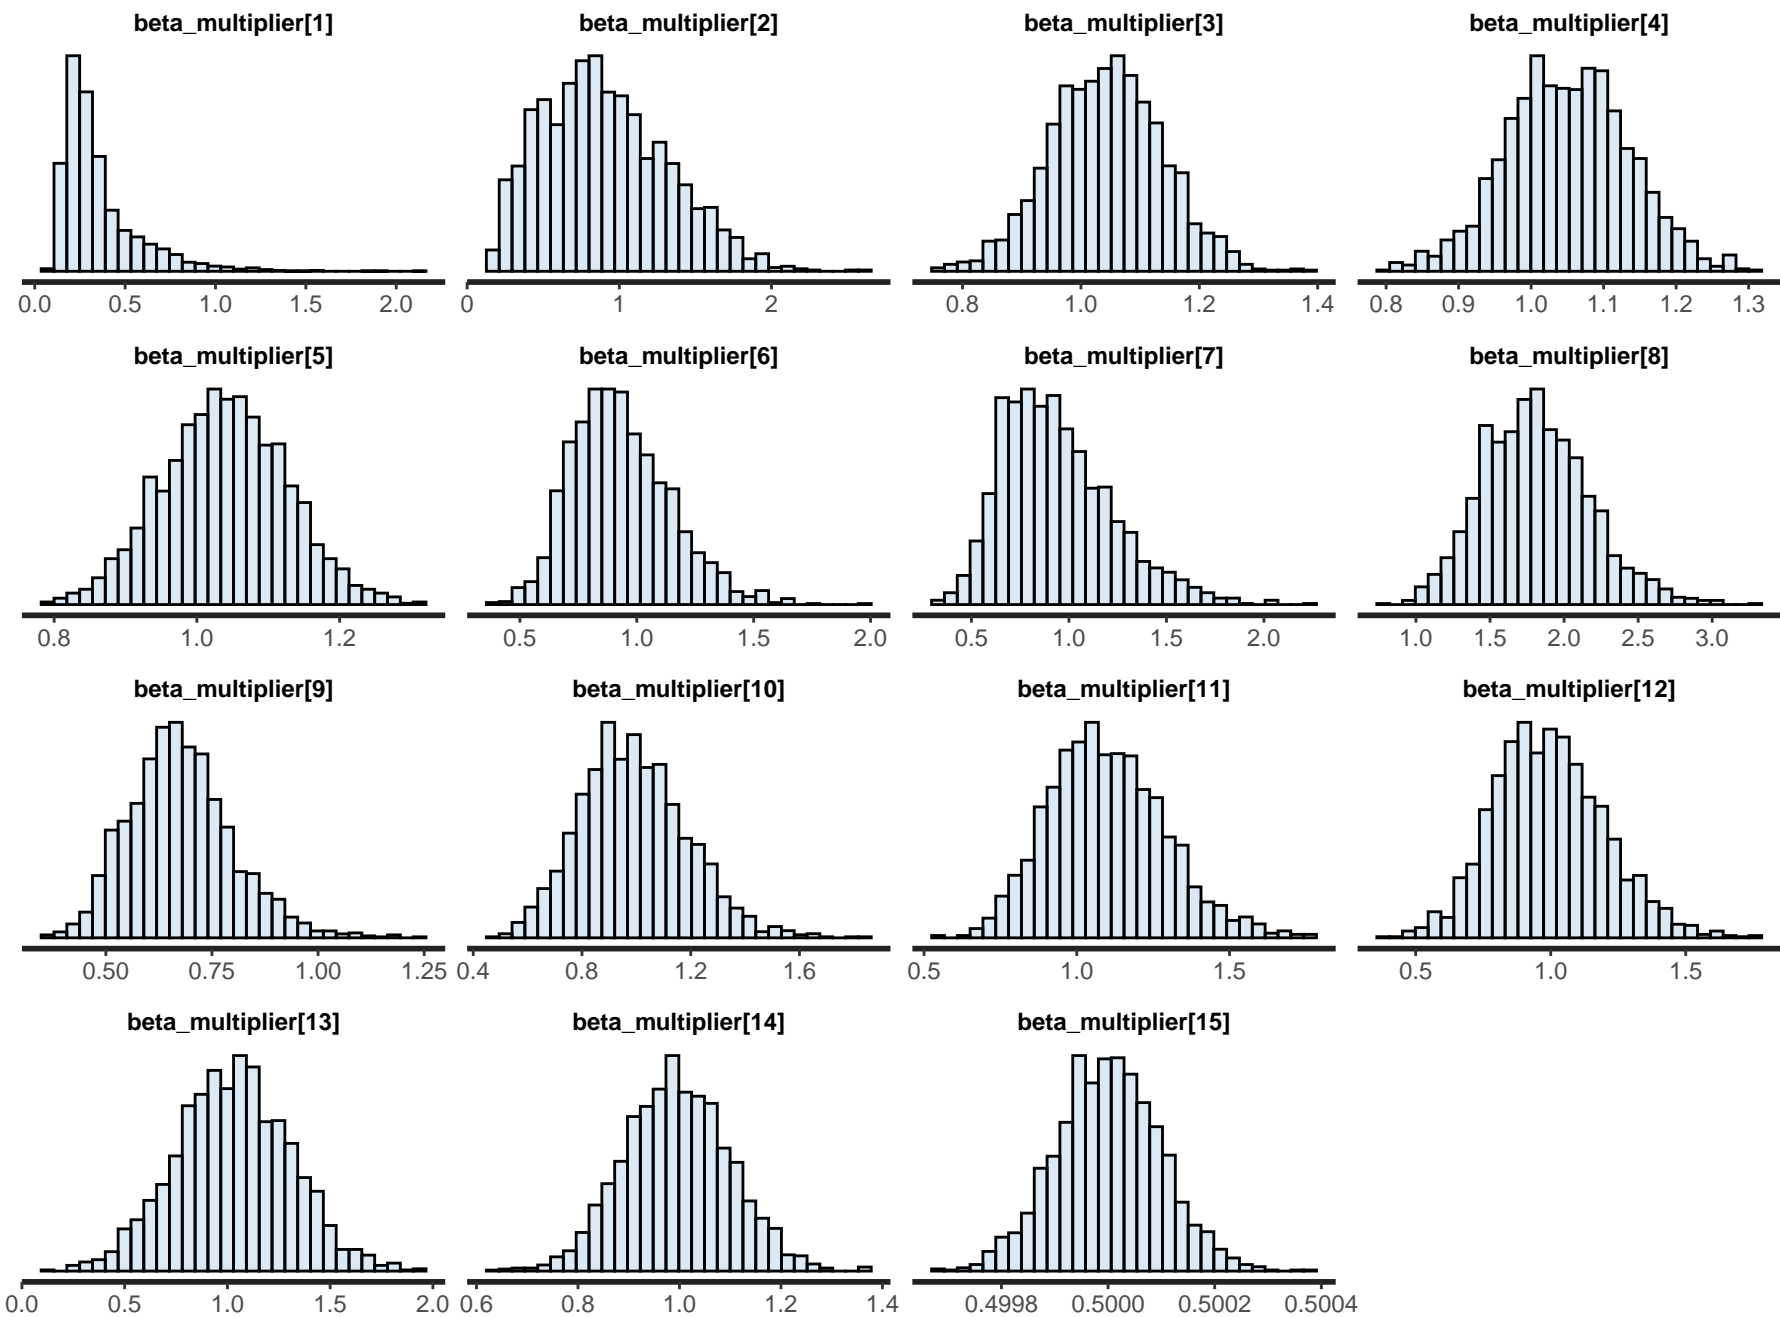 beta_multiplier[1] beta_multiplier[2] beta_multiplier[3] beta_multiplier[4]
0.0 0.5 1.0 1.5 2.0 0 1 2 0.8 1.0 1.2 1.4 0.8 0.9 1.0 1.1 1.2 1.3
beta_multiplier[5] beta_multiplier[6] beta_multiplier[7] beta_multiplier[8]
0.8 1.0 1.2 0.5 1.0 1.5 2.0 0.5 1.0 1.5 2.0 1.0 1.5 2.0 2.5 3.0
beta_multiplier[9] beta_multiplier[10] beta_multiplier[11] beta_multiplier[12]
0.50 0.75 1.00 1.25 0.4 0.8 1.2 1.6 0.5 1.0 1.5 0.5 1.0 1.5
beta_multiplier[13] beta_multiplier[14] beta_multiplier[15]
0.0 0.5 1.0 1.5 2.0 0.6 0.8 1.0 1.2 1.4 0.4998 0.5000 0.5002 0.5004